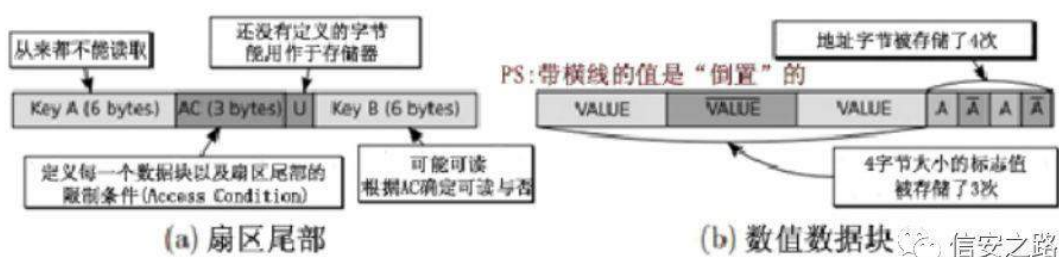 从来都不能读取
还没有定义的字节
能用作于存储器
Key A (6 bytes) AC (3 bytes) U Key B (6 bytes)
定义每一个数据块以及扇区尾部的
限制条件(Access Condition)
可能可读
根据AC确定可读与否
(a) 扇区尾部
地址字节被存储了4次
PS:带横线的值是“倒置”的
VALUE V̅A̅L̅U̅E̅ VALUE A A̅ A A̅
4字节大小的标志值
被存储了3次
(b) 数值数据块
信安之路